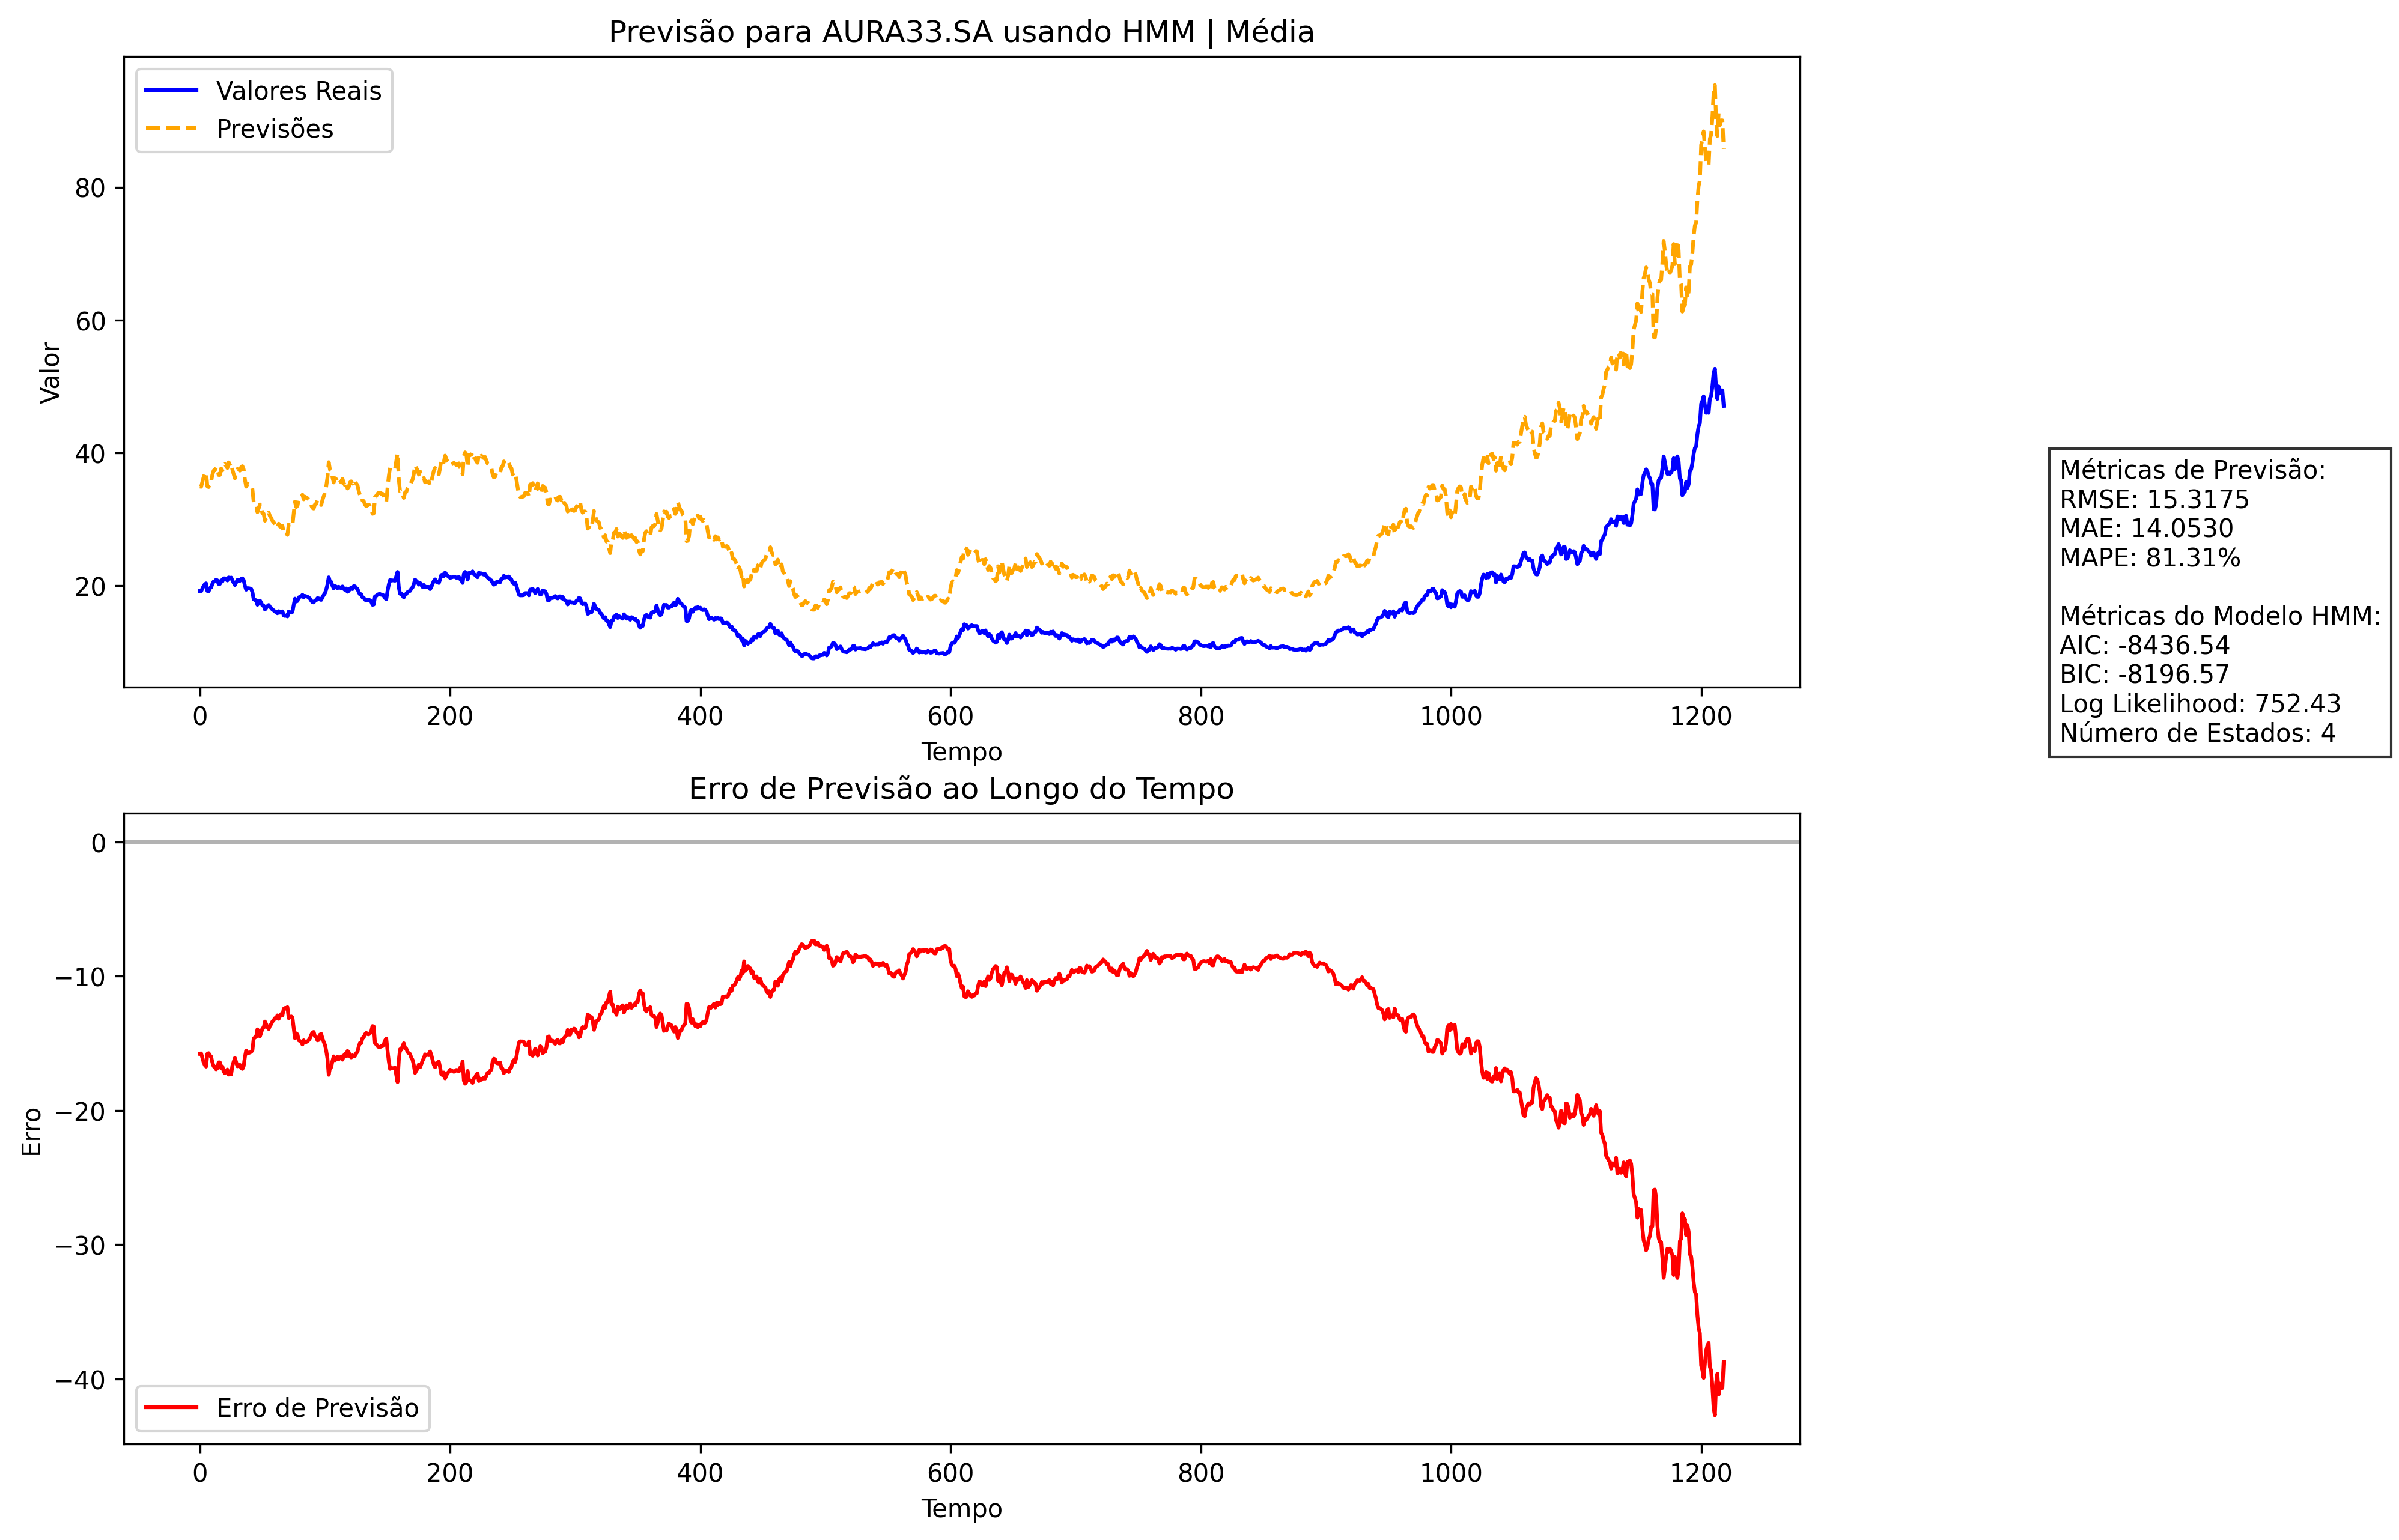 Previsão para AURA33.SA usando HMM | Média
Valores Reais
Previsões
Valor
80
60
40
20
0 200 400 600 800 1000 1200
Tempo
Métricas de Previsão:
RMSE: 15.3175
MAE: 14.0530
MAPE: 81.31%
Métricas do Modelo HMM:
AIC: -8436.54
BIC: -8196.57
Log Likelihood: 752.43
Número de Estados: 4
Erro de Previsão ao Longo do Tempo
Erro
0
−10
−20
−30
−40
Erro de Previsão
0 200 400 600 800 1000 1200
Tempo